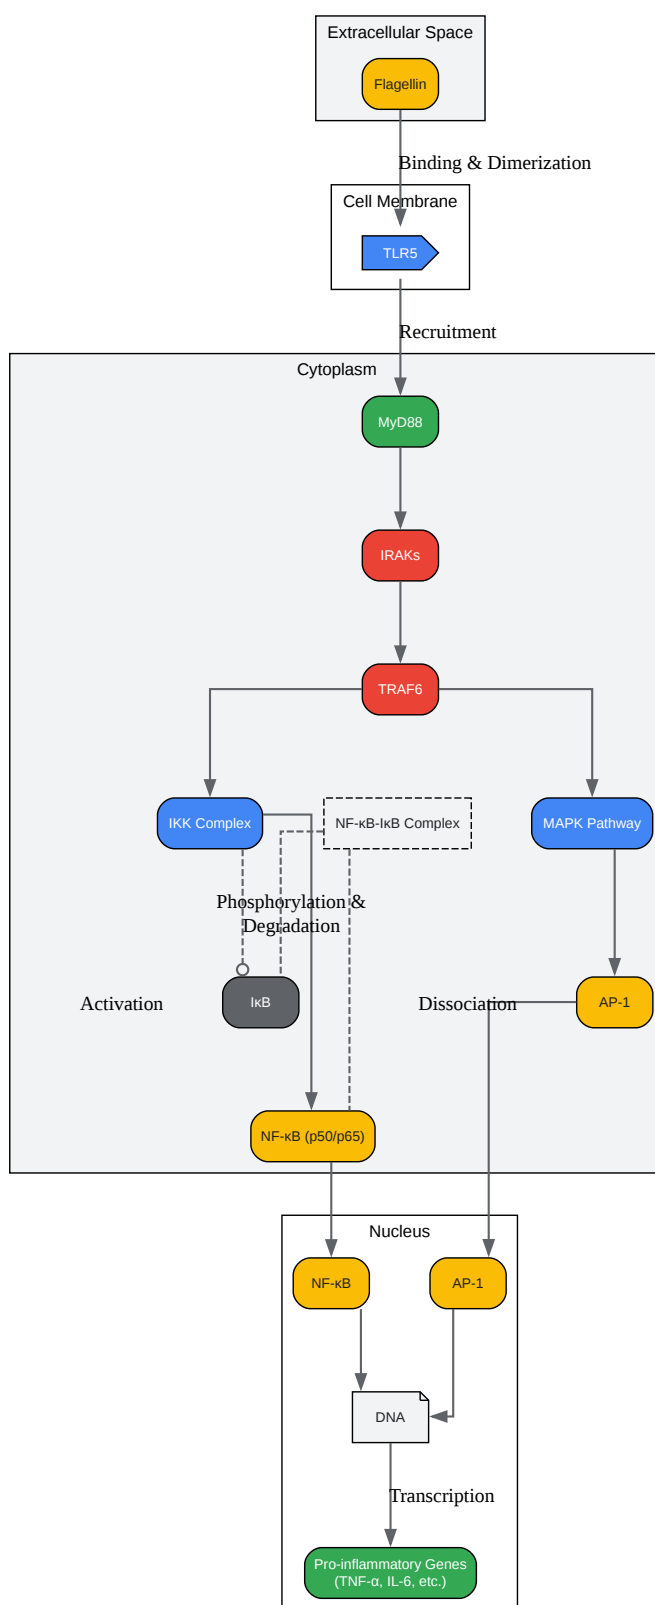 Extracellular Space
Flagellin
Binding & Dimerization
Cell Membrane
TLR5
Recruitment
Cytoplasm
MyD88
IRAKs
TRAF6
IKK Complex
NF-κB-IκB Complex
MAPK Pathway
Phosphorylation &
Degradation
Activation
IκB
Dissociation
AP-1
NF-κB (p50/p65)
Nucleus
NF-κB
AP-1
DNA
Transcription
Pro-inflammatory Genes
(TNF-α, IL-6, etc.)